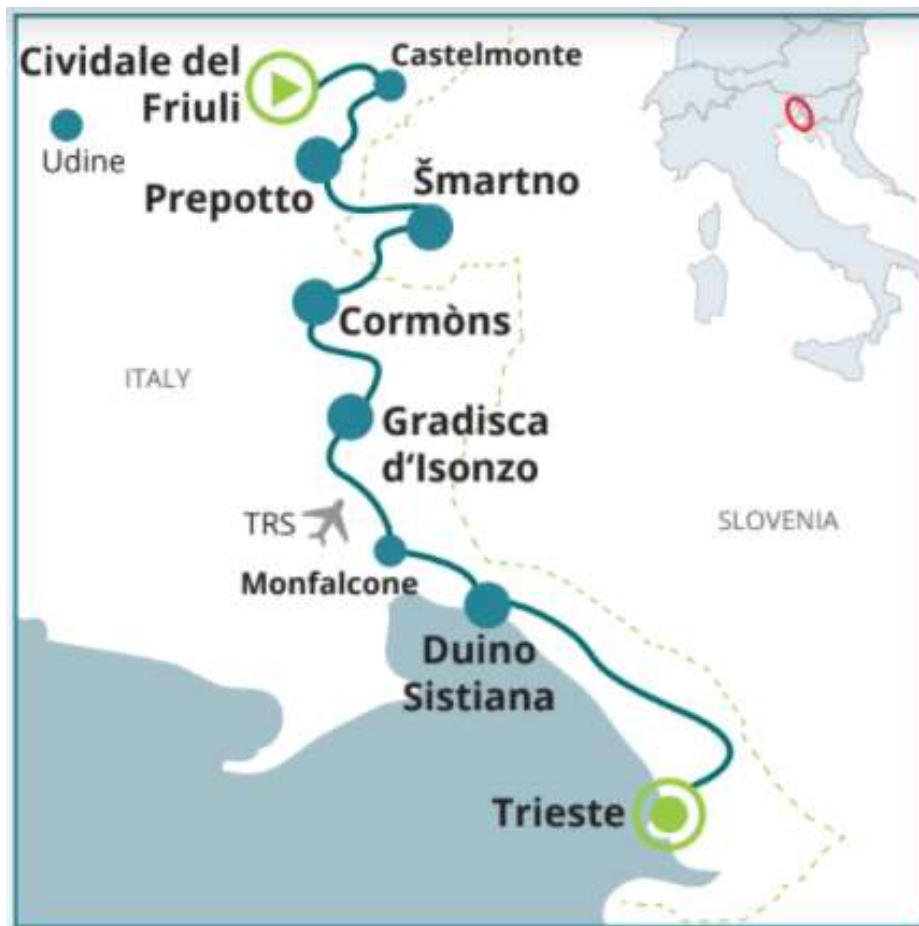 Cividale del
Friuli
Castelmonte
Udine
Prepotto
Šmartno
Cormòns
ITALY
Gradisca
d‘Isonzo
TRS
SLOVENIA
Monfalcone
Duino
Sistiana
Trieste